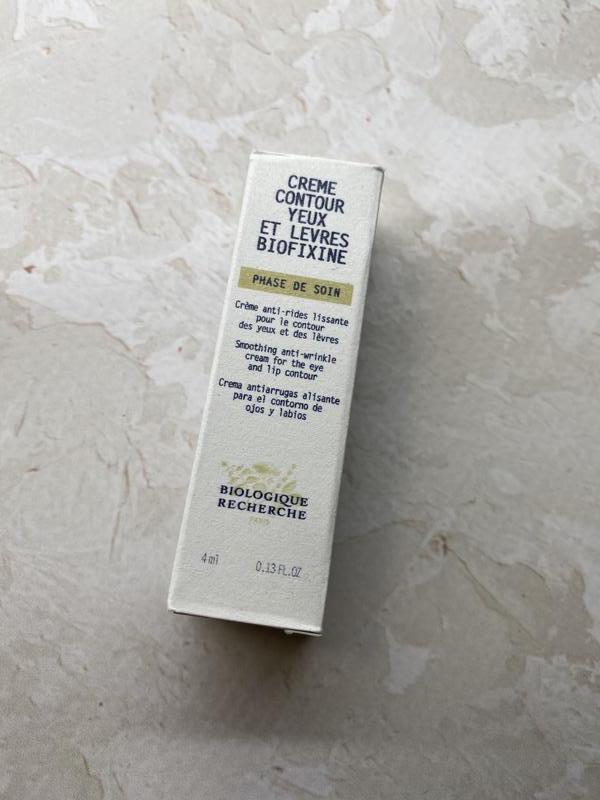 CREME
CONTOUR
YEUX
ET LEVRES
BIOFIXINE
PHASE DE SOIN
Crème anti-rides lissante
pour le contour
des yeux et des lèvres
Smoothing anti-wrinkle
cream for the eye
and lip contour
Crema antiarrugas alisante
para el contorno de
ojos y labios
BIOLOGIQUE
RECHERCHE
PARIS
4 ml 0.13 FL.OZ